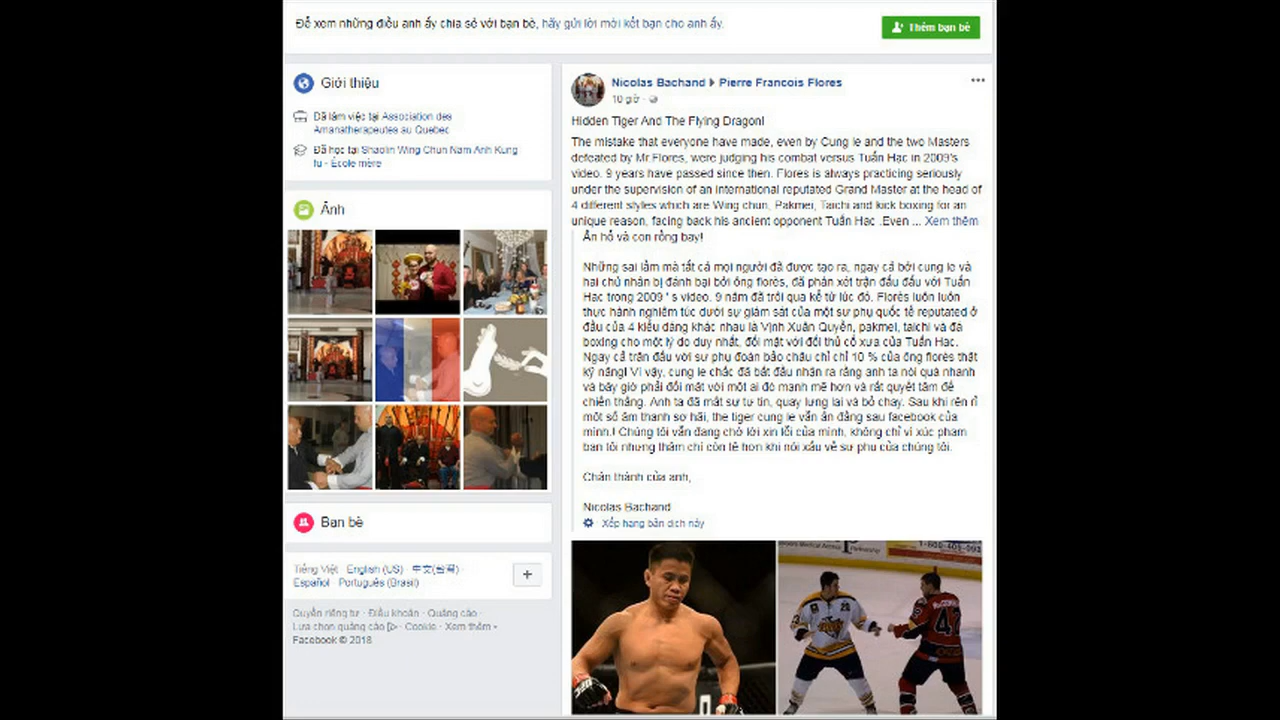 Để xem những điều anh ấy chia sẻ với bạn bè, hãy gửi lời mời kết bạn cho anh ấy.
Thêm bạn bè
Giới thiệu
Đã làm việc tại Association des
Amanatherapeutes au Quebec
Đã học tại Shaolin Wing Chun Nam Anh Kung
fu - École mère
Ảnh
Bạn bè
Tiếng Việt · English (US) · 中文(台灣) ·
Español · Português (Brasil)
Quyền riêng tư · Điều khoản · Quảng cáo ·
Lựa chọn quảng cáo · Cookie · Xem thêm
Facebook © 2018
Nicolas Bachand Pierre Francois Flores
10 giờ ·
Hidden Tiger And The Flying Dragon!
The mistake that everyone have made, even by Cung le and the two Masters
defeated by Mr.Flores, were judging his combat versus Tuấn Hạc in 2009's
video. 9 years have passed since then. Flores is always practicing seriously
under the supervision of an international reputated Grand Master at the head of
4 different styles which are Wing chun, Pakmei, Taichi and kick boxing for an
unique reason, facing back his ancient opponent Tuấn Hạc .Even ... Xem thêm
Ẩn hổ và con rồng bay!
Những sai lầm mà tất cả mọi người đã được tạo ra, ngay cả bởi cung le và
hai chủ nhân bị đánh bại bởi ông flores, đã phán xét trận đấu đấu với Tuấn
Hạc trong 2009 ' s video. 9 năm đã trôi qua kể từ lúc đó. Florès luôn luôn
thực hành nghiêm túc dưới sự giám sát của một sư phụ quốc tế reputated ở
đầu của 4 kiểu dáng khác nhau là Vịnh Xuân Quyền, pakmei, taichi và đá
boxing cho một lý do duy nhất, đối mặt với đối thủ cổ xưa của Tuấn Hạc.
Ngay cả trận đấu với sư phụ đoàn bảo châu chỉ chỉ 10 % của ông florès thật
kỹ năng! Vì vậy, cung le chắc đã bắt đầu nhận ra rằng anh ta nói quá nhanh
và bây giờ phải đối mặt với một ai đó mạnh mẽ hơn và rất quyết tâm để
chiến thắng. Anh ta đã mất sự tự tin, quay lưng lại và bỏ chạy. Sau khi rên rỉ
một số âm thanh sợ hãi, the tiger cung le vẫn ẩn đằng sau facebook của
mình.! Chúng tôi vẫn đang chờ lời xin lỗi của mình, không chỉ vì xúc phạm
bạn tôi nhưng thậm chí còn tệ hơn khi nói xấu về sư phụ của chúng tôi.
Chân thành của anh,
Nicolas Bachand
Xếp hạng bản dịch này
1-800-409-091